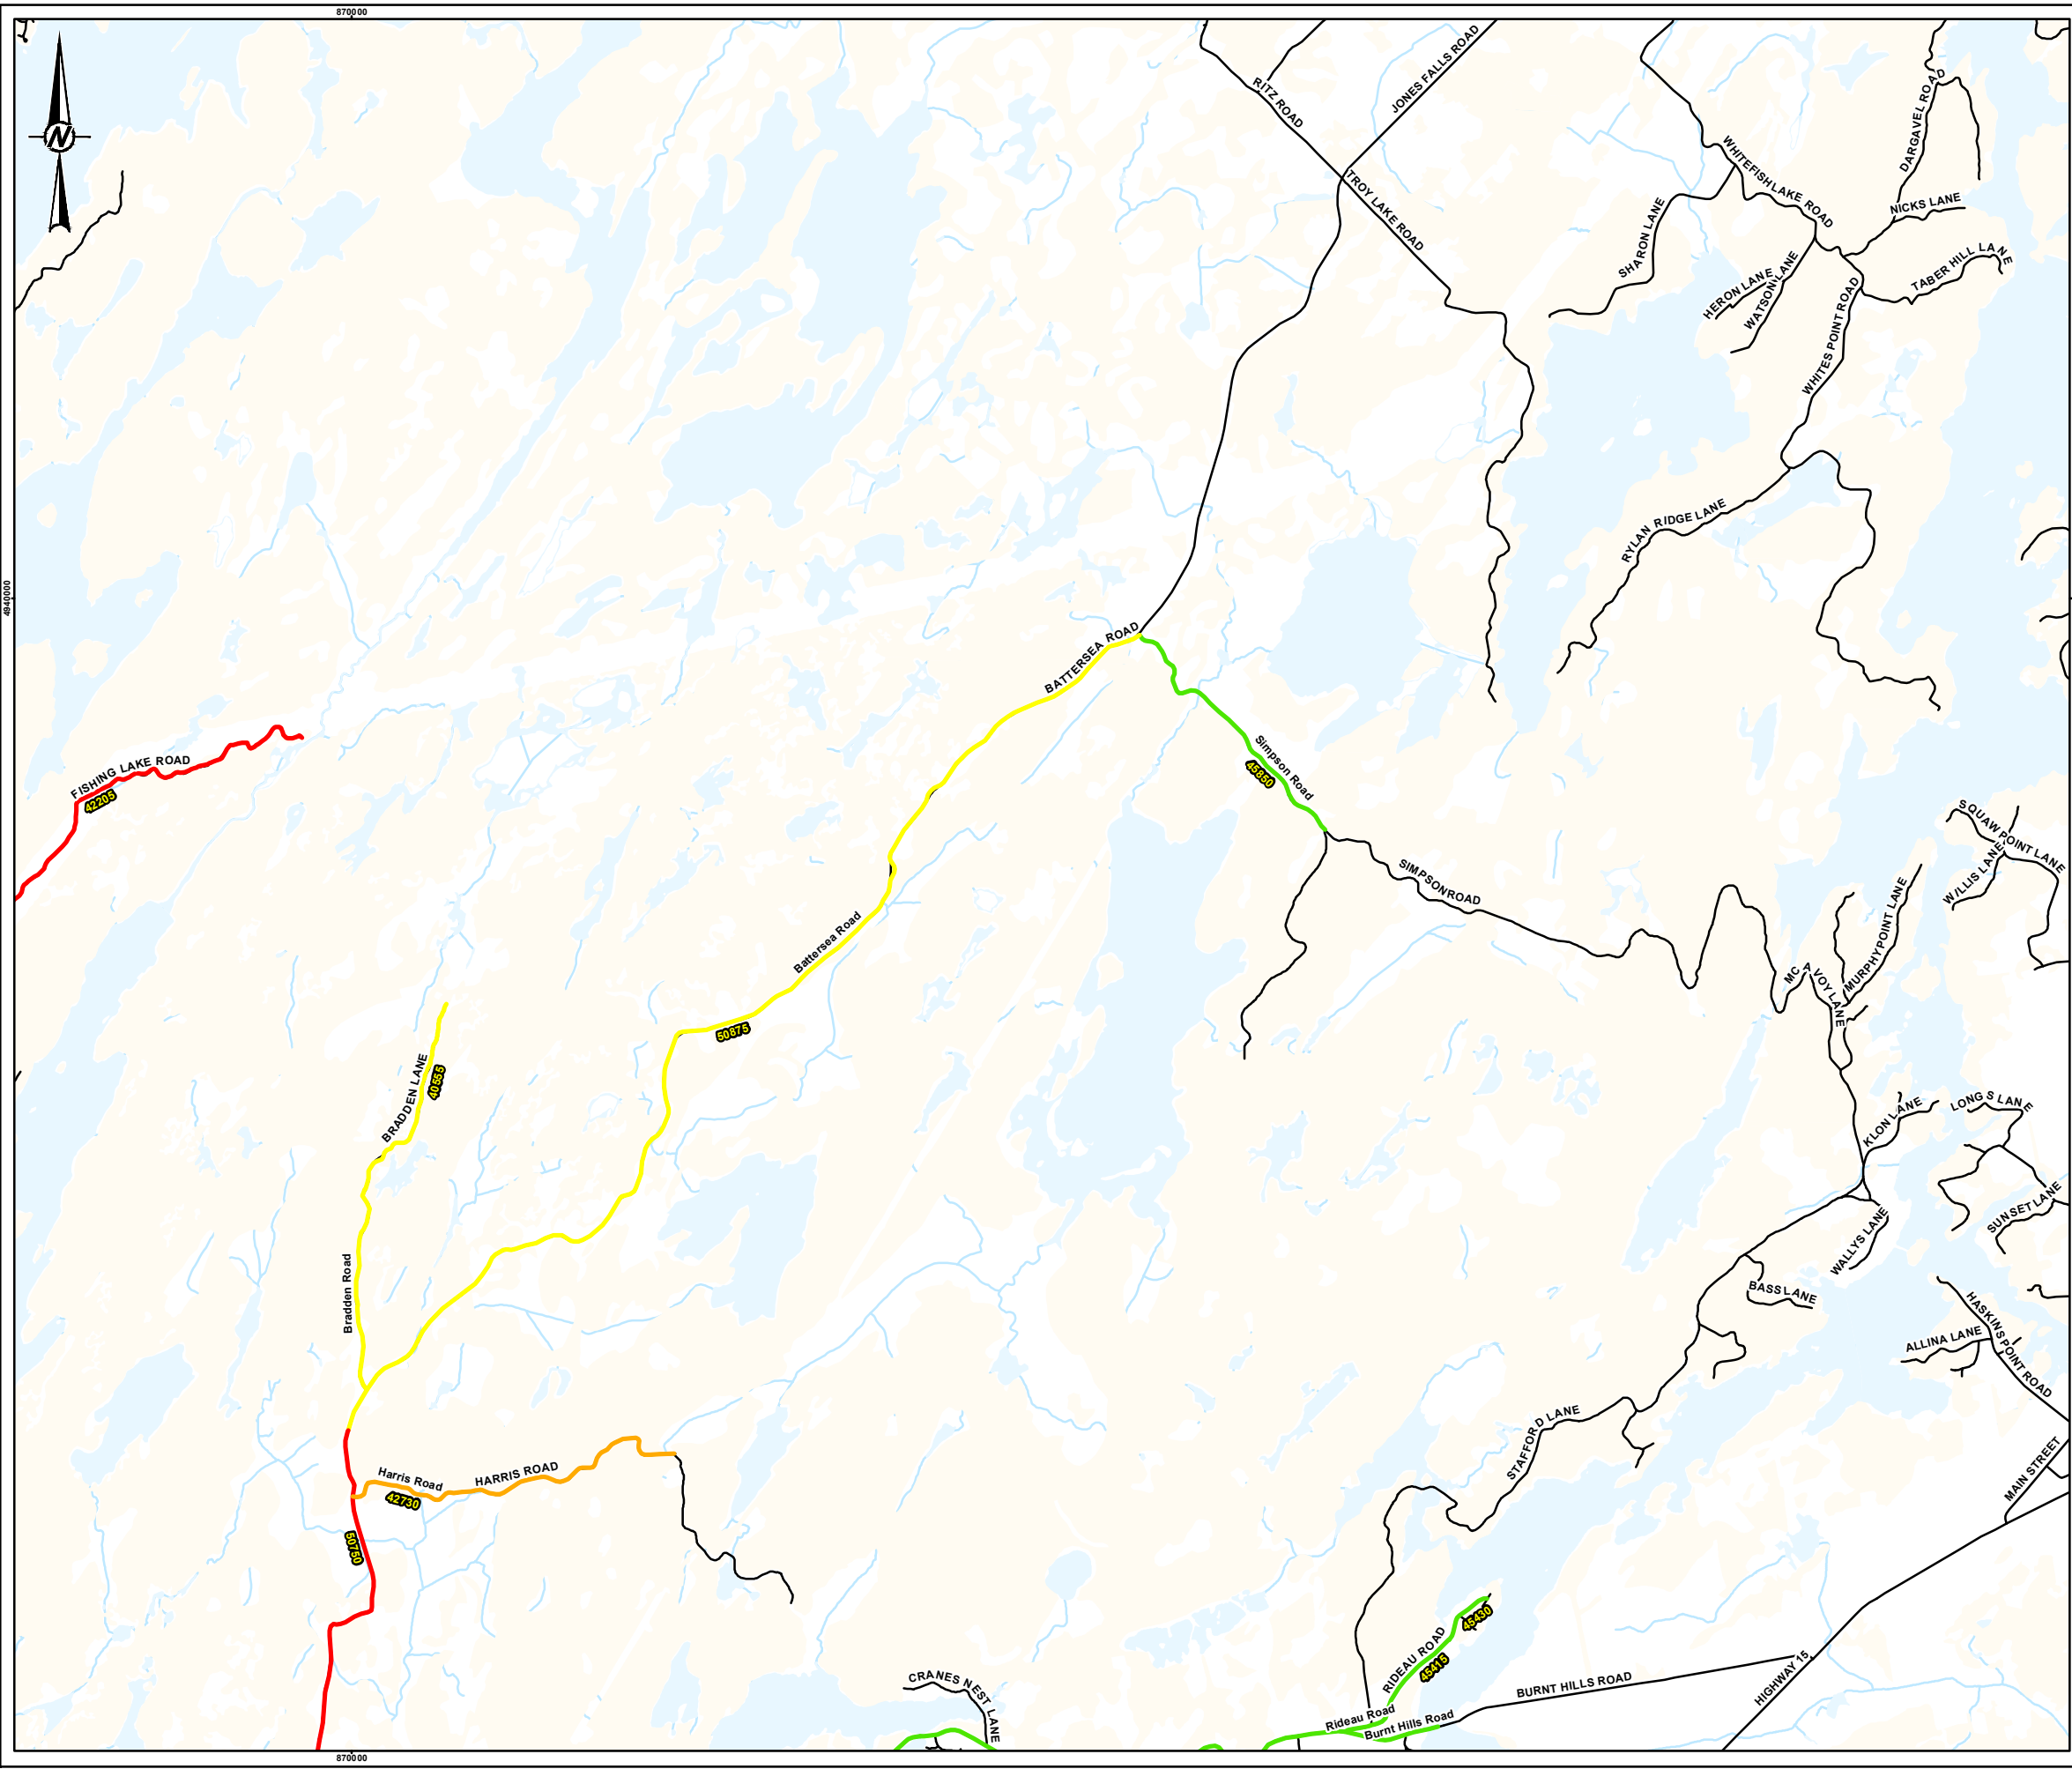 870000
N
RITZ ROAD
JONES FALLS ROAD
TROY LAKE ROAD
WHITEFISH LAKE ROAD
DARGAVEL ROAD
NICKS LANE
SHARON LANE
HERON LANE
WATSON LANE
TABER HILL LANE
WHITES POINT ROAD
RYLAN RIDGE LANE
4940000
BATTERSEA ROAD
Simpson Road
45850
FISHING LAKE ROAD
42205
SIMPSON ROAD
SQUAW POINT LANE
WILLIS LANE
MURPHY POINT LANE
MC AVOY LANE
Battersea Road
50875
BRADDEN LANE
40555
KLON LANE
LONG S LANE
SUNSET LANE
WALLYS LANE
Bradden Road
BASS LANE
HASKINS POINT ROAD
ALLINA LANE
STAFFORD LANE
MAIN STREET
Harris Road
HARRIS ROAD
42730
50750
45430
RIDEAU ROAD
45415
CRANES NEST LANE
BURNT HILLS ROAD
HIGHWAY 15
Rideau Road
Burnt Hills Road
870000